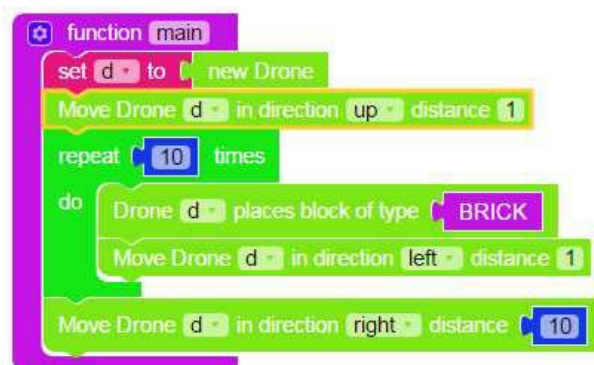 function main
set d to new Drone
Move Drone d in direction up distance 1
repeat 10 times
do
Drone d places block of type BRICK
Move Drone d in direction left distance 1
Move Drone d in direction right distance 10